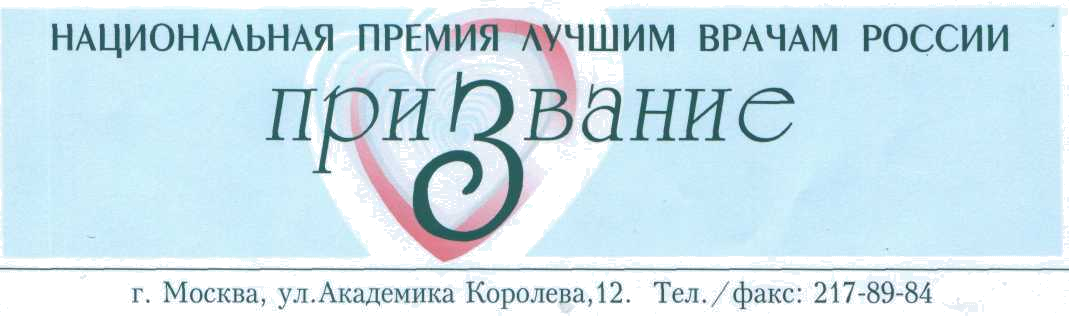 НАЦИОНАЛЬНАЯ ПРЕМИЯ ЛУЧШИМ ВРАЧАМ РОССИИ
приЗвание
г. Москва, ул.Академика Королева,12. Тел./факс: 217-89-84